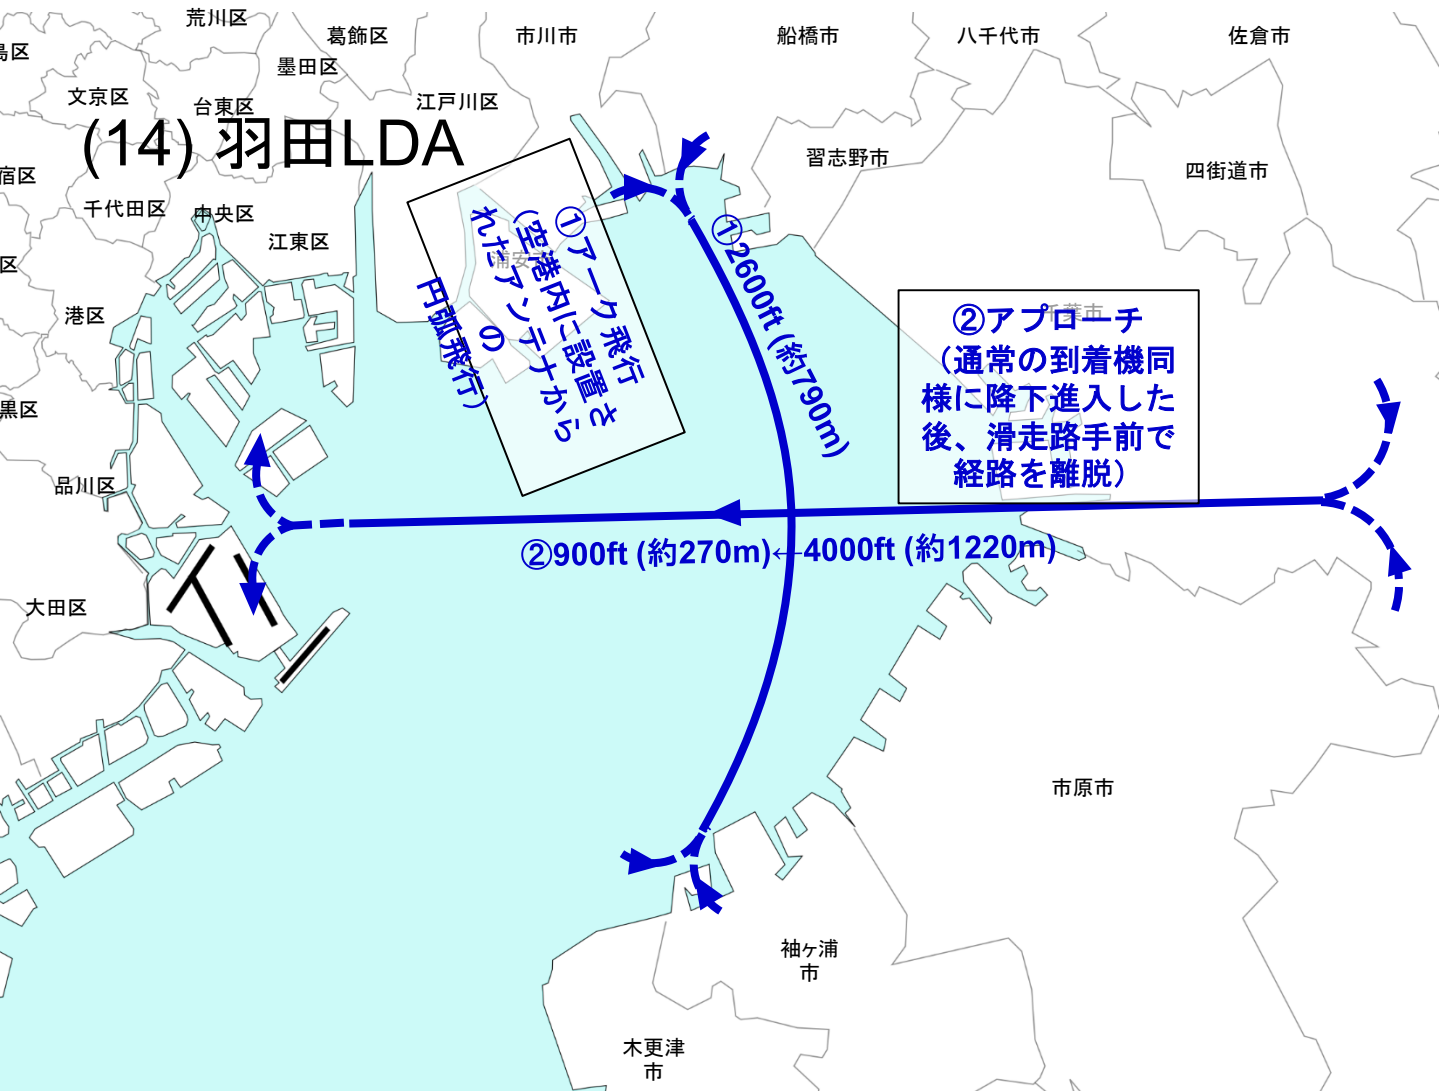 荒川区
葛飾区
市川市
船橋市
八千代市
佐倉市
島区
墨田区
文京区
台東区
江戸川区
(14) 羽田LDA
習志野市
四街道市
宿区
千代田区
中央区
江東区
区
浦安市
港区
千葉市
黒区
品川区
大田区
①アーク飛行
（空港内に設置さ
れたアンテナから
の
円弧飛行）
①2600ft (約790m)
②アプローチ
（通常の到着機同
様に降下進入した
後、滑走路手前で
経路を離脱）
②900ft (約270m)←4000ft (約1220m)
市原市
袖ヶ浦
市
木更津
市